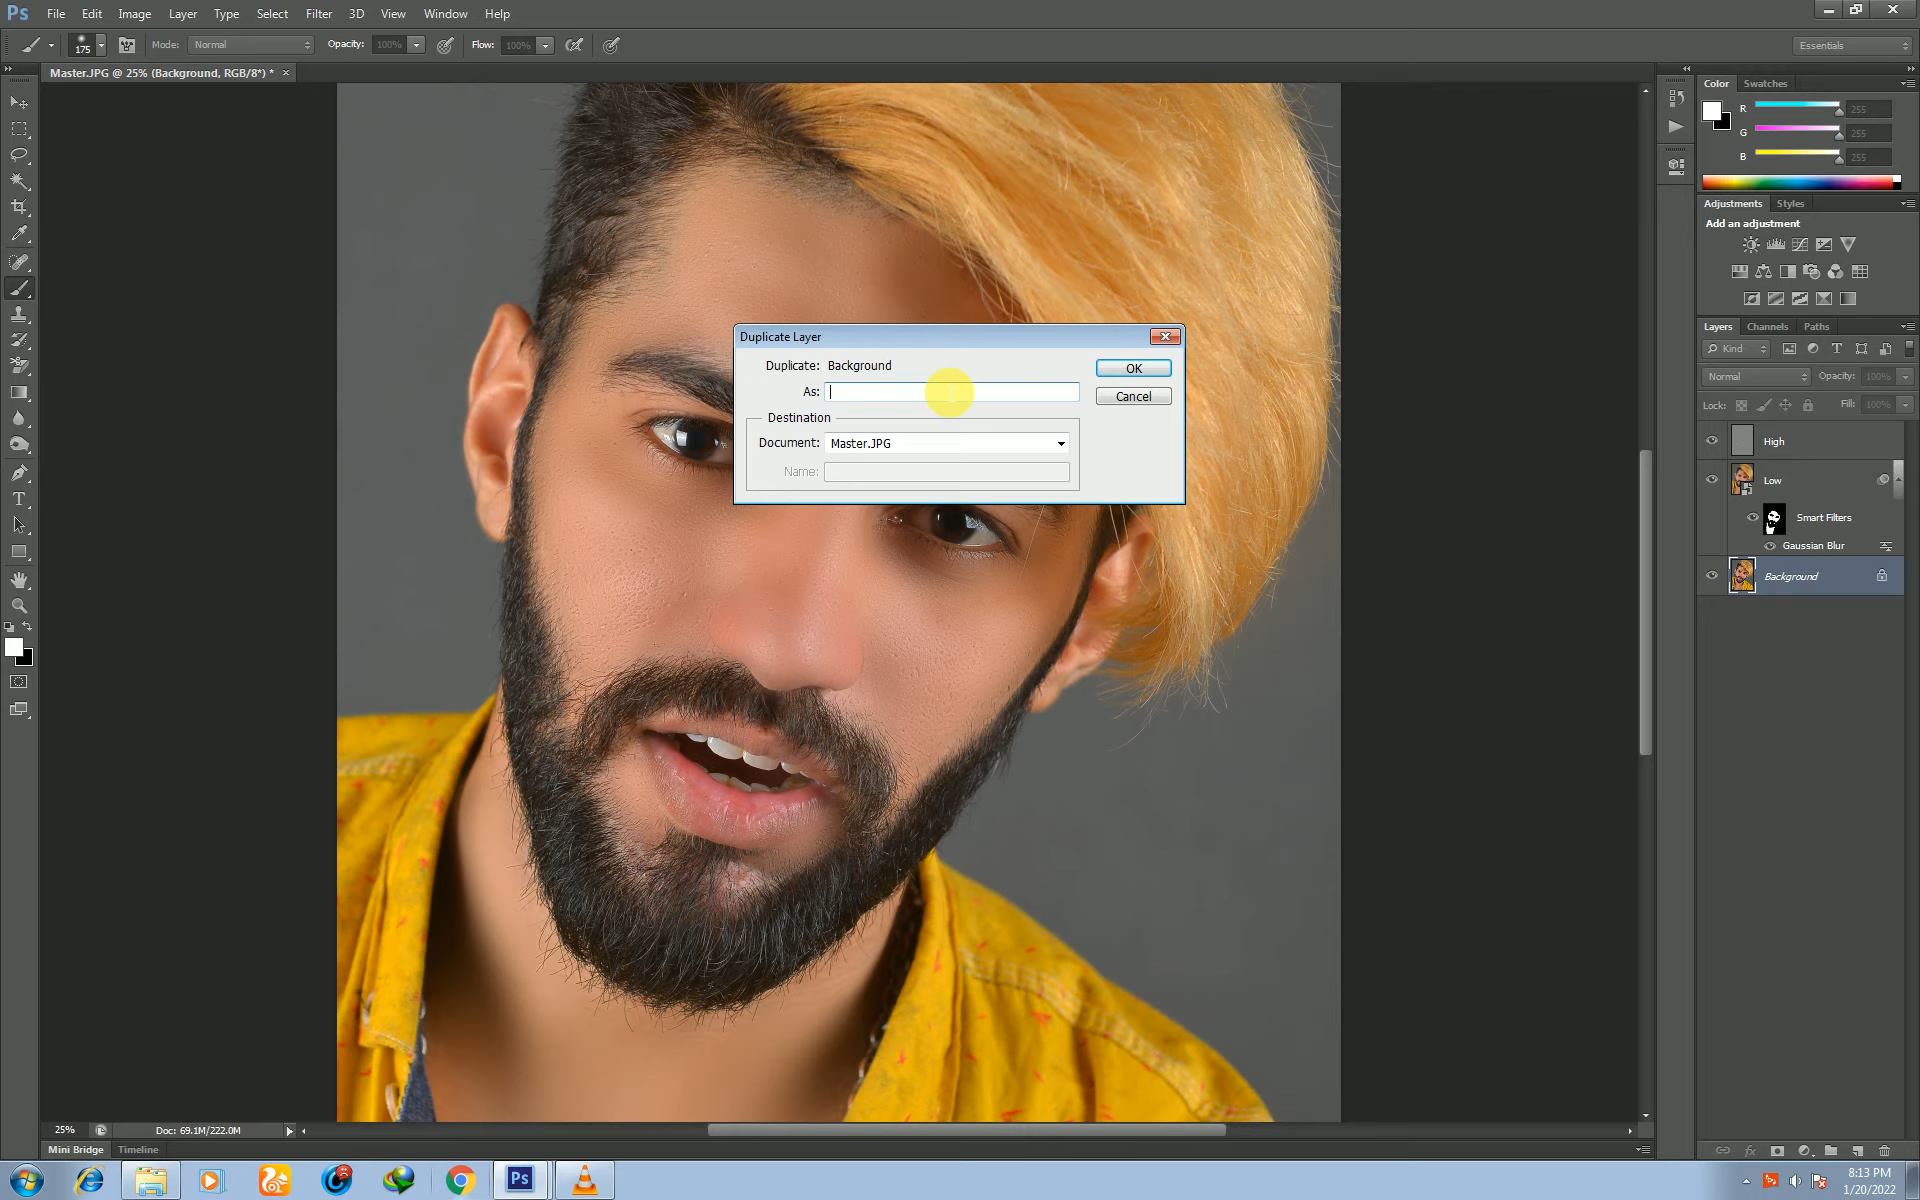 Ps File Edit Image Layer Type Select Filter 3D View Window Help
175 Mode: Normal Opacity: 100% Flow: 100% Essentials
Master.JPG @ 25% (Background, RGB/8*) * ×
Color Swatches
R 255
G 255
B 255
Adjustments Styles
Add an adjustment
Layers Channels Paths
Kind
Normal Opacity: 100%
Lock: Fill: 100%
High
Low
Smart Filters
Gaussian Blur
Background
Duplicate Layer
Duplicate: Background
As:
OK
Cancel
Destination
Document: Master.JPG
Name:
25% Doc: 69.1M/222.0M
Mini Bridge Timeline
Ps
8:13 PM
1/20/2022